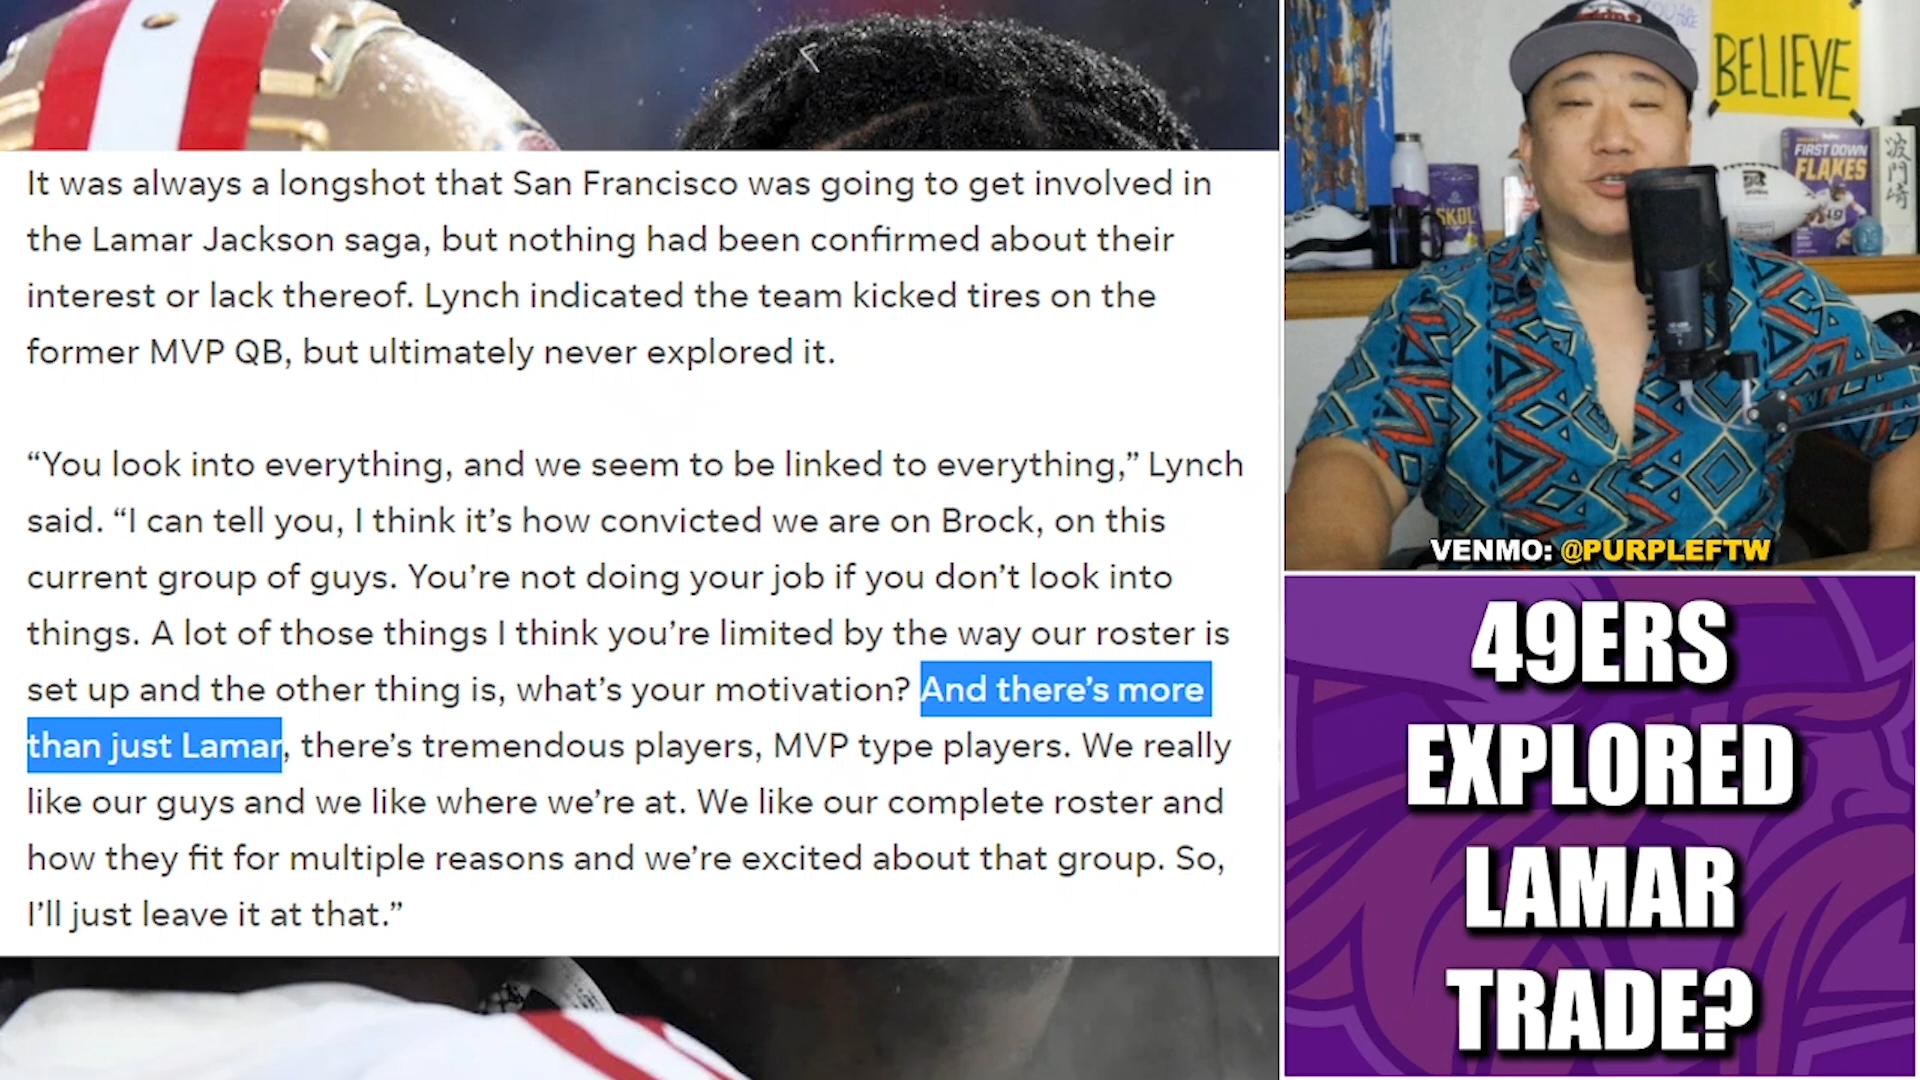 It was always a longshot that San Francisco was going to get involved in
the Lamar Jackson saga, but nothing had been confirmed about their
interest or lack thereof. Lynch indicated the team kicked tires on the
former MVP QB, but ultimately never explored it.
“You look into everything, and we seem to be linked to everything,” Lynch
said. “I can tell you, I think it’s how convicted we are on Brock, on this
current group of guys. You’re not doing your job if you don’t look into
things. A lot of those things I think you’re limited by the way our roster is
set up and the other thing is, what’s your motivation? And there’s more
than just Lamar, there’s tremendous players, MVP type players. We really
like our guys and we like where we’re at. We like our complete roster and
how they fit for multiple reasons and we’re excited about that group. So,
I’ll just leave it at that.”
BELIEVE
FIRST DOWN
FLAKES
19
波
門
崎
SKOL
VENMO: @PURPLEFTW
49ERS
EXPLORED
LAMAR
TRADE?